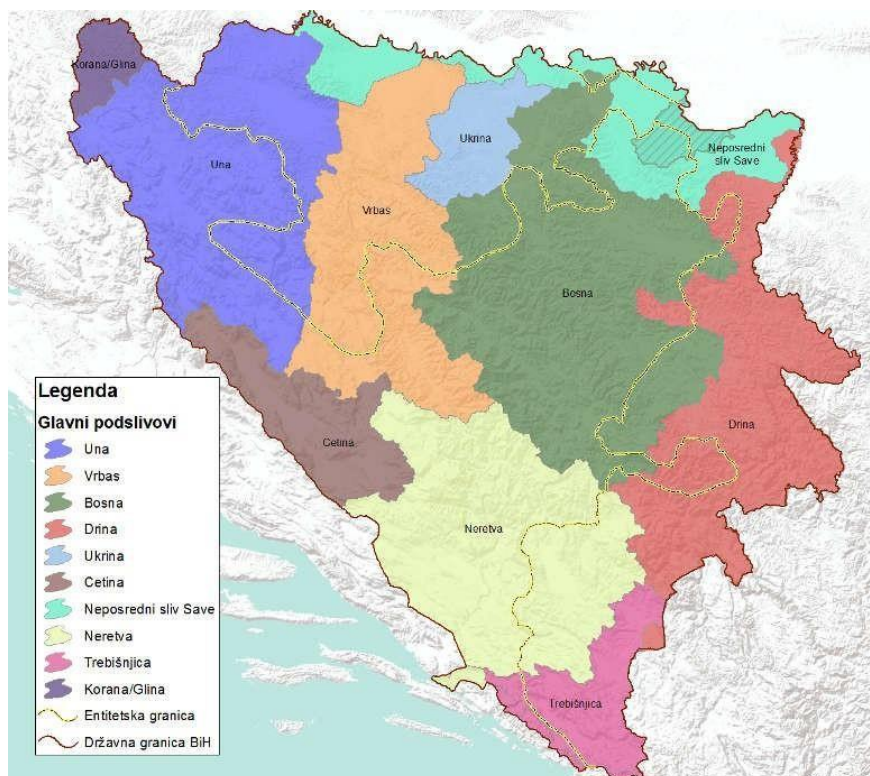 Korana/Glina
Una
Ukrina
Neposredni
sliv Save
Vrbas
Bosna
Cetina
Drina
Neretva
Trebišnjica
Legenda
Glavni podslivovi
Una
Vrbas
Bosna
Drina
Ukrina
Cetina
Neposredni sliv Save
Neretva
Trebišnjica
Korana/Glina
Entitetska granica
Državna granica BiH